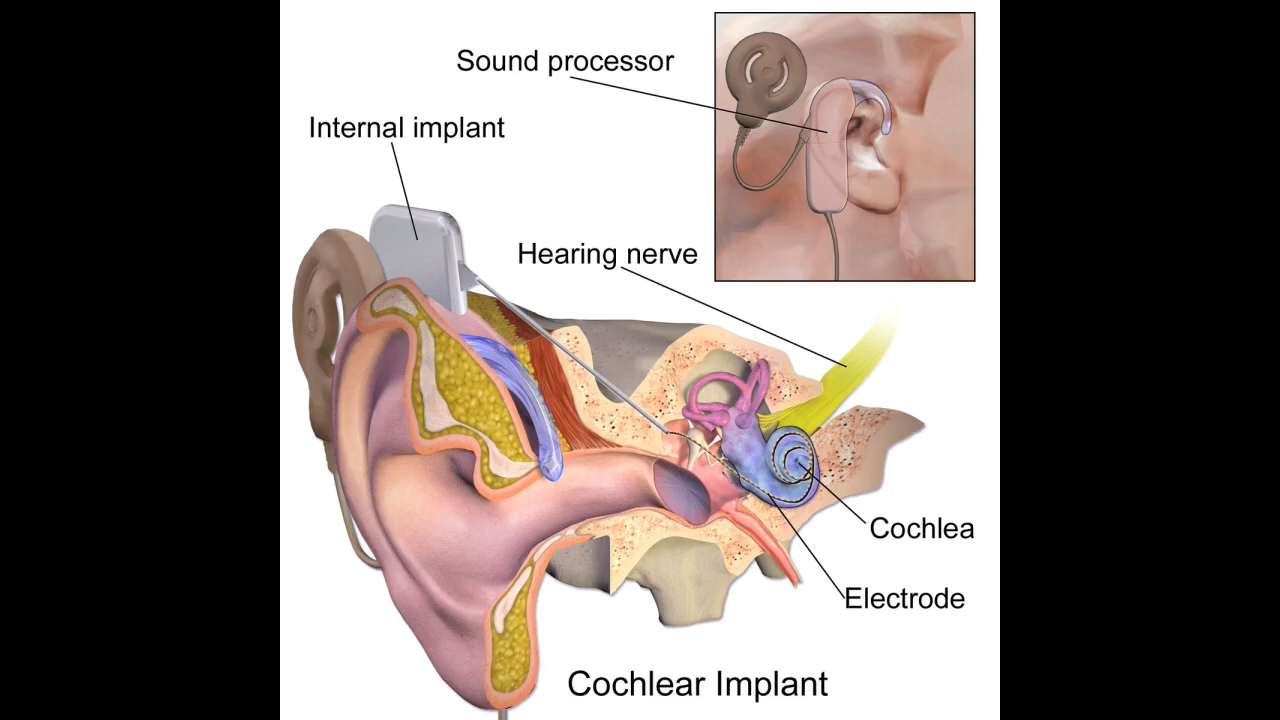 Sound processor
Internal implant
Hearing nerve
Cochlea
Electrode
Cochlear Implant